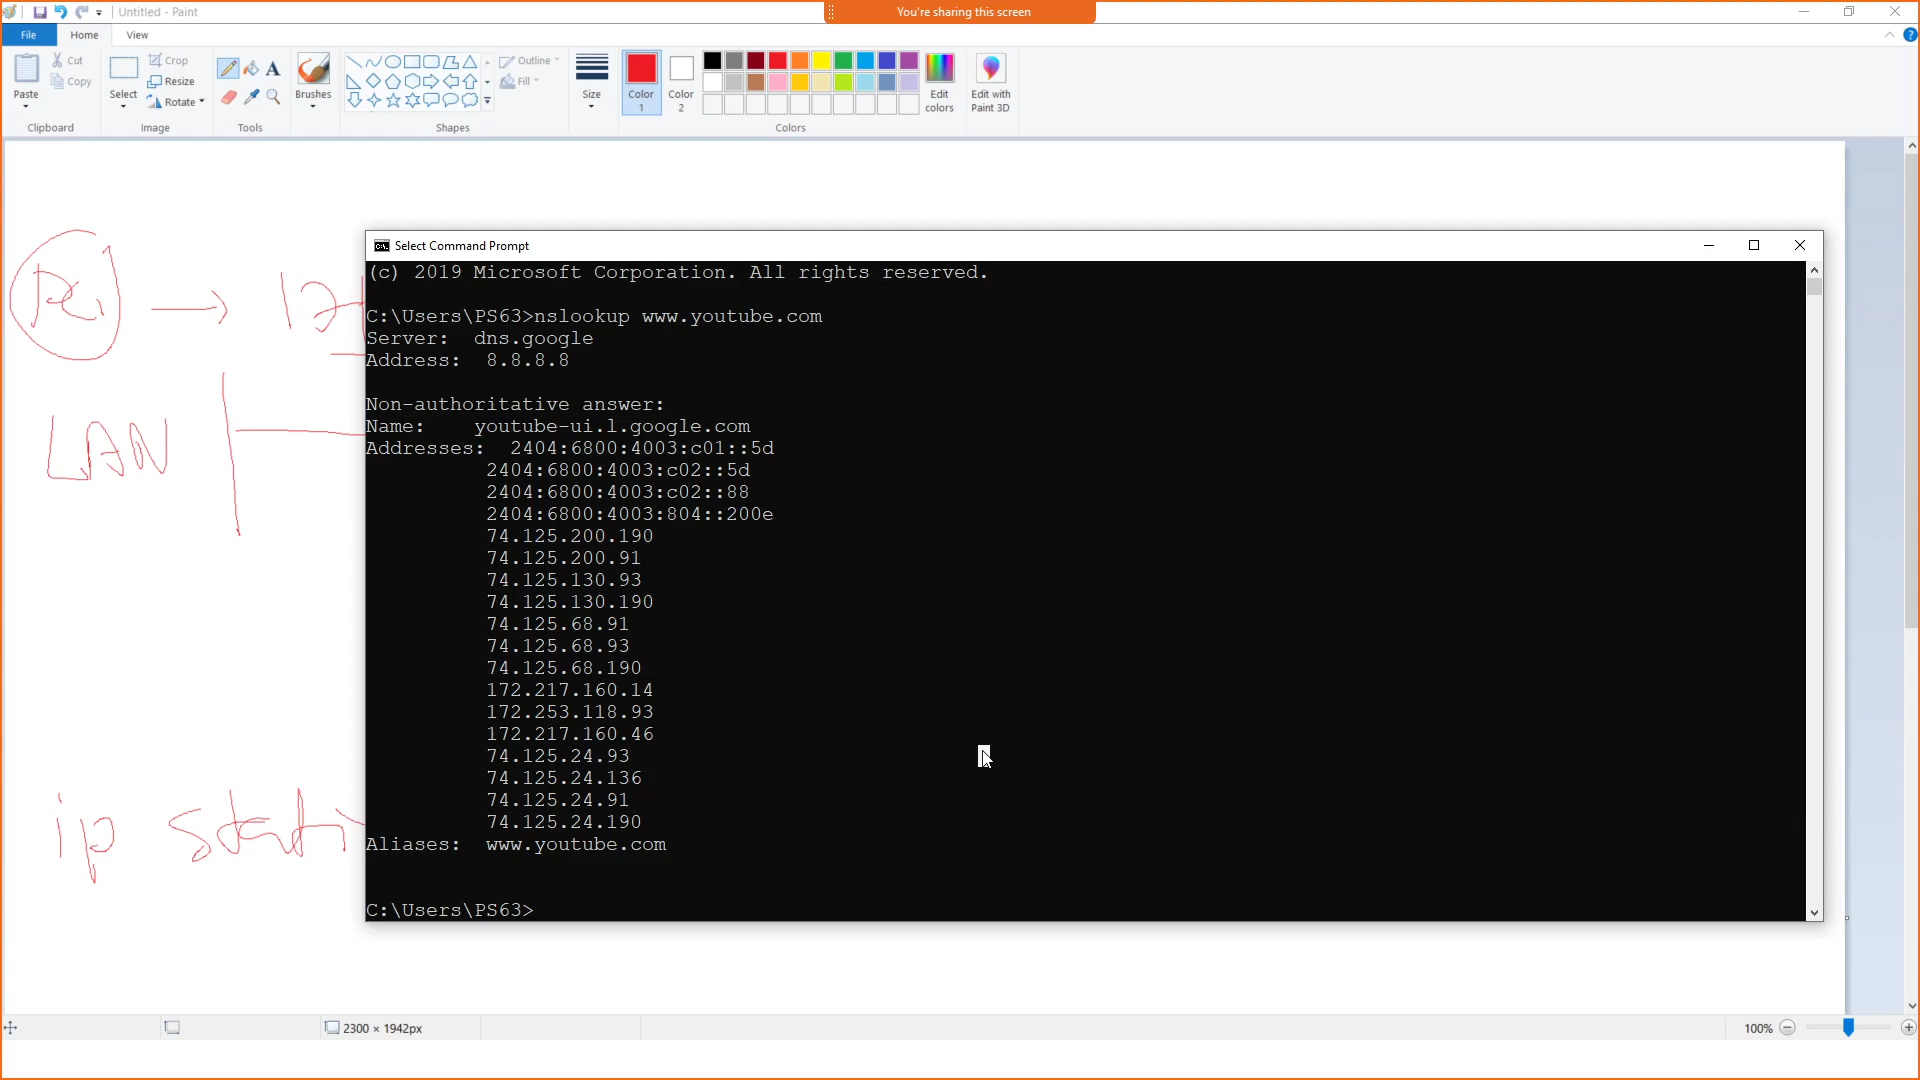 Untitled - Paint
You're sharing this screen
File Home View
Paste
Cut
Copy
Clipboard
Select
Crop
Resize
Rotate
Image
Tools
Brushes
Shapes
Outline
Fill
Size
Color 1
Color 2
Edit colors
Edit with Paint 3D
Colors
LAN
ip stati
Select Command Prompt
(c) 2019 Microsoft Corporation. All rights reserved.
C:\Users\PS63>nslookup www.youtube.com
Server: dns.google
Address: 8.8.8.8
Non-authoritative answer:
Name: youtube-ui.l.google.com
Addresses: 2404:6800:4003:c01::5d
2404:6800:4003:c02::5d
2404:6800:4003:c02::88
2404:6800:4003:804::200e
74.125.200.190
74.125.200.91
74.125.130.93
74.125.130.190
74.125.68.91
74.125.68.93
74.125.68.190
172.217.160.14
172.253.118.93
172.217.160.46
74.125.24.93
74.125.24.136
74.125.24.91
74.125.24.190
Aliases: www.youtube.com
C:\Users\PS63>
2300 × 1942px
100%